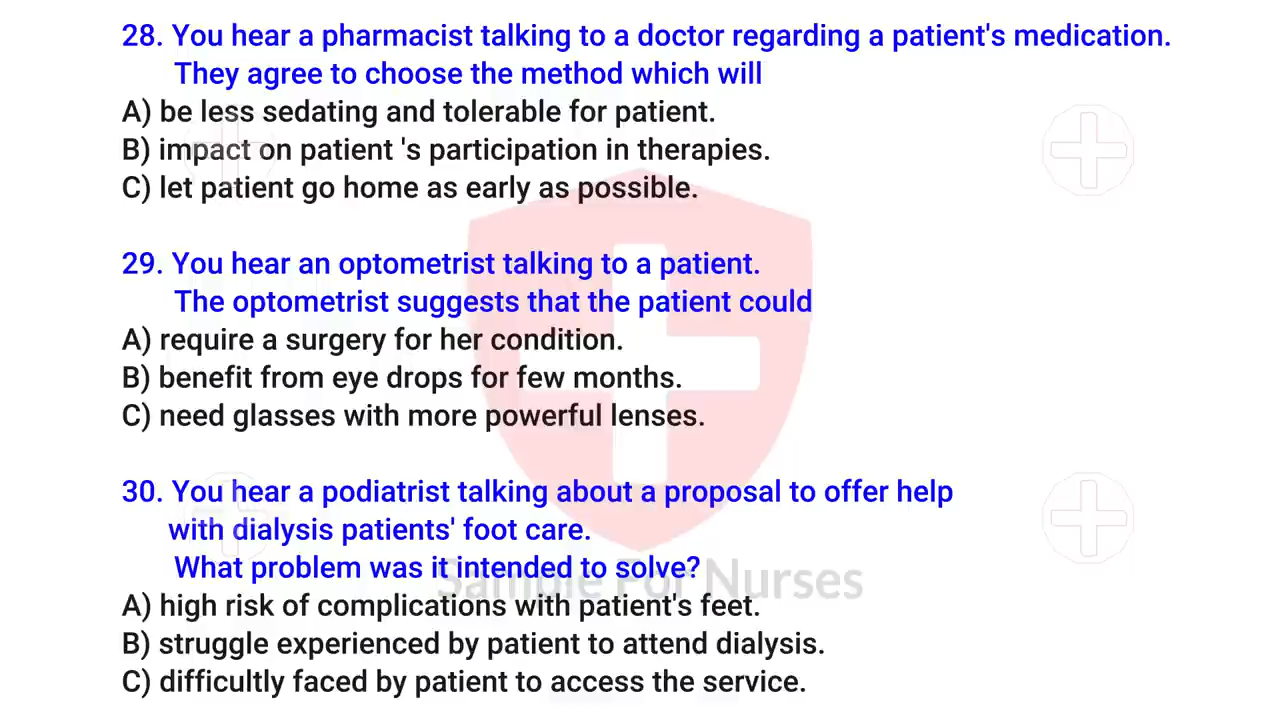 28. You hear a pharmacist talking to a doctor regarding a patient's medication.
They agree to choose the method which will
A) be less sedating and tolerable for patient.
B) impact on patient 's participation in therapies.
C) let patient go home as early as possible.
29. You hear an optometrist talking to a patient.
The optometrist suggests that the patient could
A) require a surgery for her condition.
B) benefit from eye drops for few months.
C) need glasses with more powerful lenses.
30. You hear a podiatrist talking about a proposal to offer help
with dialysis patients' foot care.
What problem was it intended to solve?
Sample For Nurses
A) high risk of complications with patient's feet.
B) struggle experienced by patient to attend dialysis.
C) difficultly faced by patient to access the service.